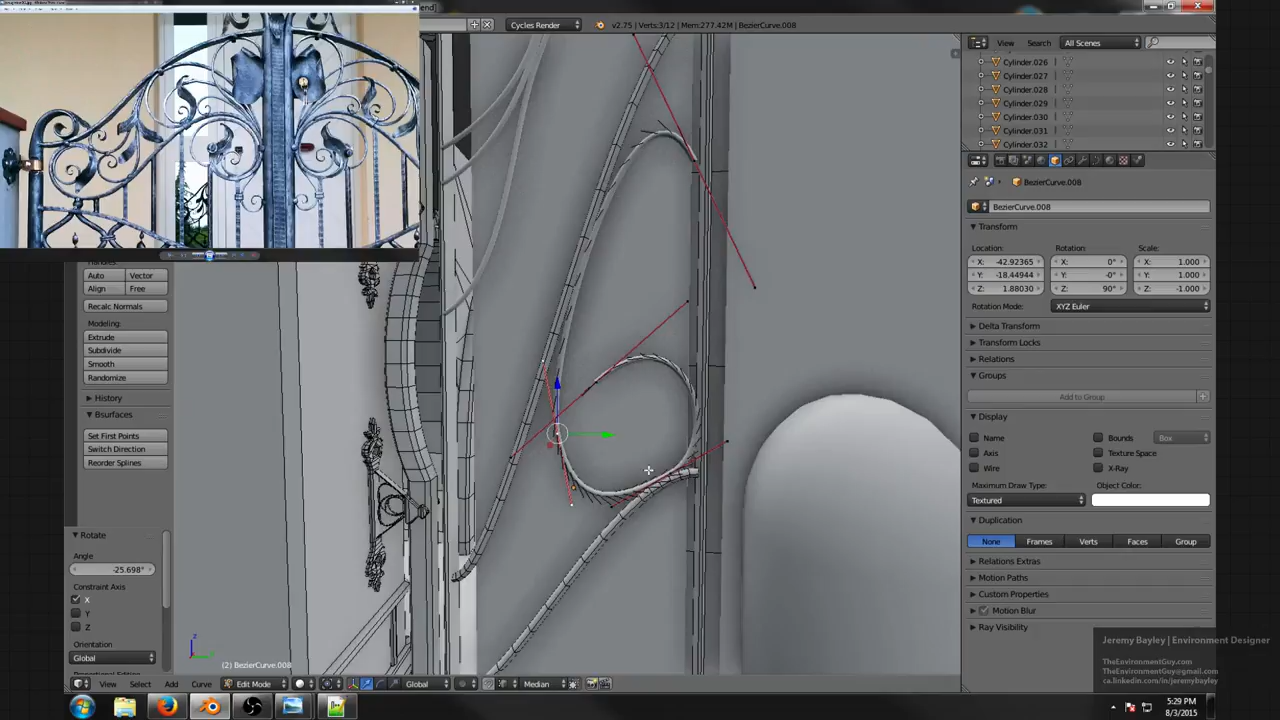 Cycles Render
v2.75 | Verts:3/12 | Mem:277.42M | BezierCurve.008
View Search All Scenes
Cylinder.026
Cylinder.027
Cylinder.028
Cylinder.029
Cylinder.030
Cylinder.031
Cylinder.032
BezierCurve.008
BezierCurve.008
Transform
Location: Rotation: Scale:
X: -42.92365 X: 0° X: 1.000
Y: -18.44944 Y: -0° Y: 1.000
Z: 1.88030 Z: 90° Z: -1.000
Rotation Mode: XYZ Euler
Delta Transform
Transform Locks
Relations
Groups
Add to Group
Display
Name Bounds Box
Axis Texture Space
Wire X-Ray
Maximum Draw Type: Object Color:
Textured
Duplication
None Frames Verts Faces Group
Relations Extras
Motion Paths
Custom Properties
Motion Blur
Ray Visibility
Auto Vector
Align Free
Recalc Normals
Modeling:
Extrude
Subdivide
Smooth
Randomize
History
Bsurfaces
Set First Points
Switch Direction
Reorder Splines
Rotate
Angle
-25.698°
Constraint Axis
X
Y
Z
Orientation
Global
z
(2) BezierCurve.008
View Select Add Curve Edit Mode Global Median
Jeremy Bayley | Environment Designer
TheEnvironmentGuy.com
TheEnvironmentGuy@gmail.com
ca.linkedin.com/in/jeremybayley
5:29 PM
8/3/2015